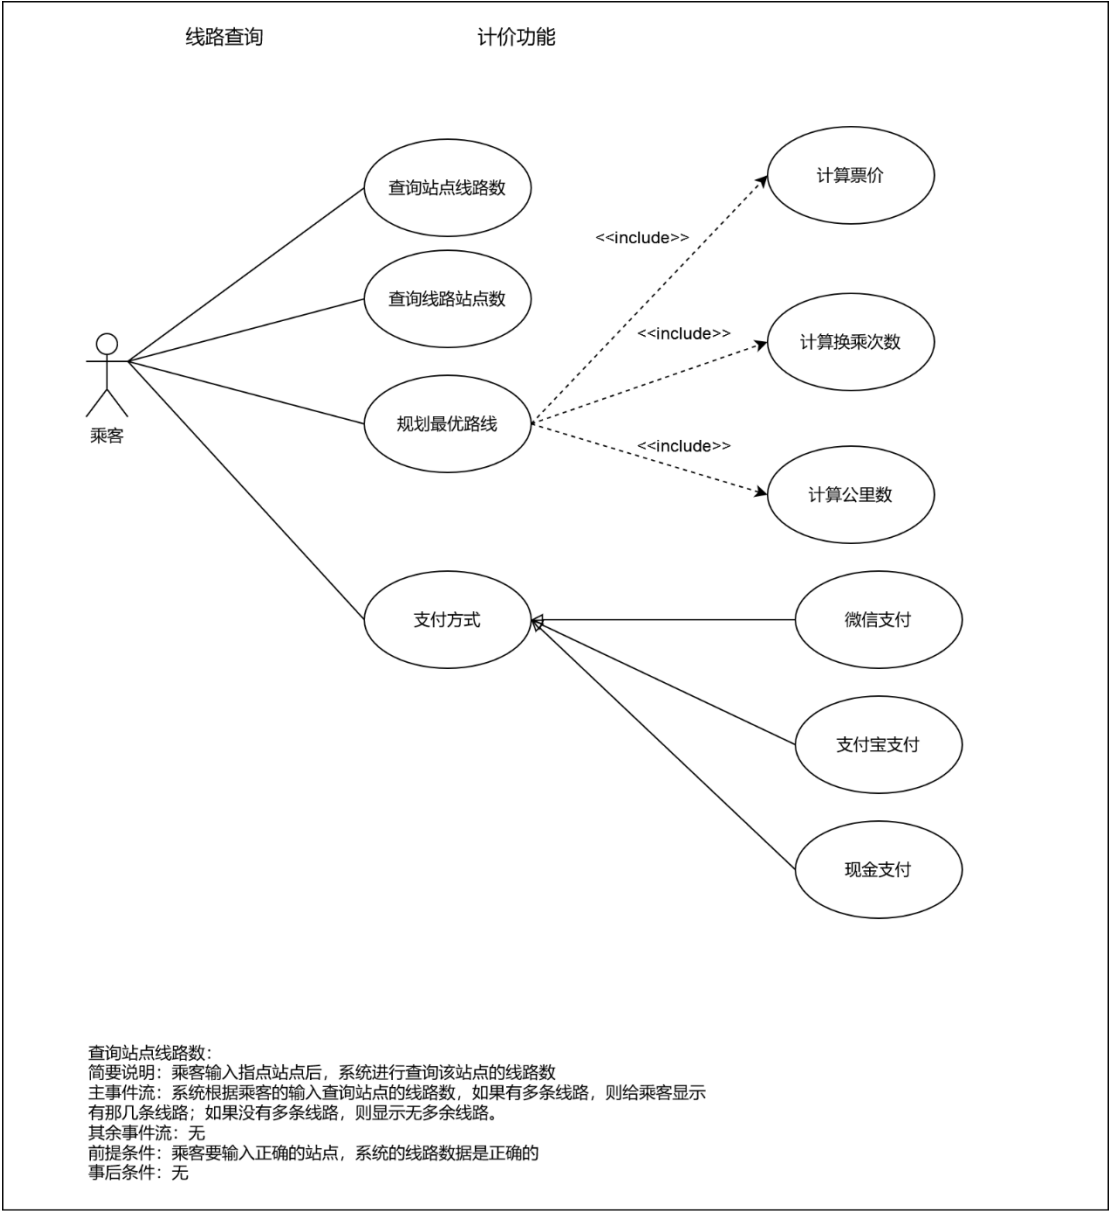 线路查询
计价功能
计算票价
查询站点线路数
<<include>>
查询线路站点数
<<include>>
计算换乘次数
规划最优路线
乘客
<<include>>
计算公里数
支付方式
微信支付
支付宝支付
现金支付
查询站点线路数：
简要说明：乘客输入指点站点后，系统进行查询该站点的线路数
主事件流：系统根据乘客的输入查询站点的线路数，如果有多条线路，则给乘客显示
有那几条线路；如果没有多条线路，则显示无多余线路。
其余事件流：无
前提条件：乘客要输入正确的站点，系统的线路数据是正确的
事后条件：无